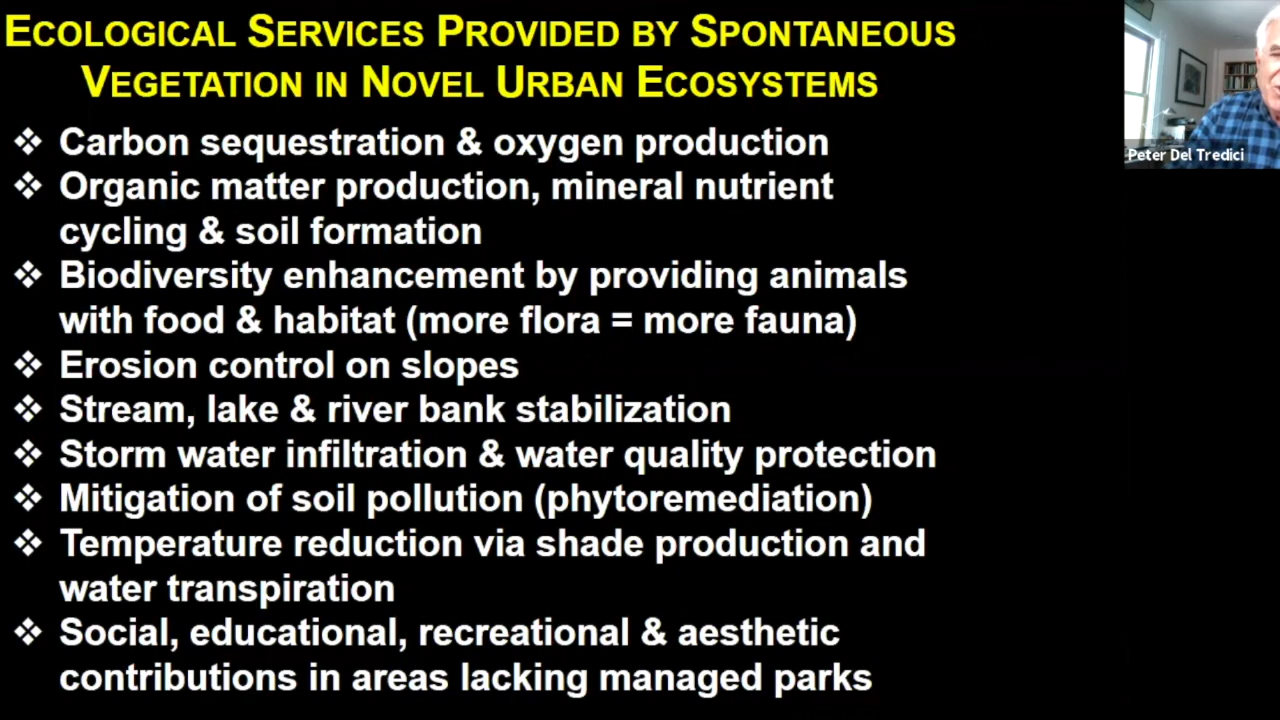 ECOLOGICAL SERVICES PROVIDED BY SPONTANEOUS
VEGETATION IN NOVEL URBAN ECOSYSTEMS
❖ Carbon sequestration & oxygen production
❖ Organic matter production, mineral nutrient
cycling & soil formation
❖ Biodiversity enhancement by providing animals
with food & habitat (more flora = more fauna)
❖ Erosion control on slopes
❖ Stream, lake & river bank stabilization
❖ Storm water infiltration & water quality protection
❖ Mitigation of soil pollution (phytoremediation)
❖ Temperature reduction via shade production and
water transpiration
❖ Social, educational, recreational & aesthetic
contributions in areas lacking managed parks
Peter Del Tredici